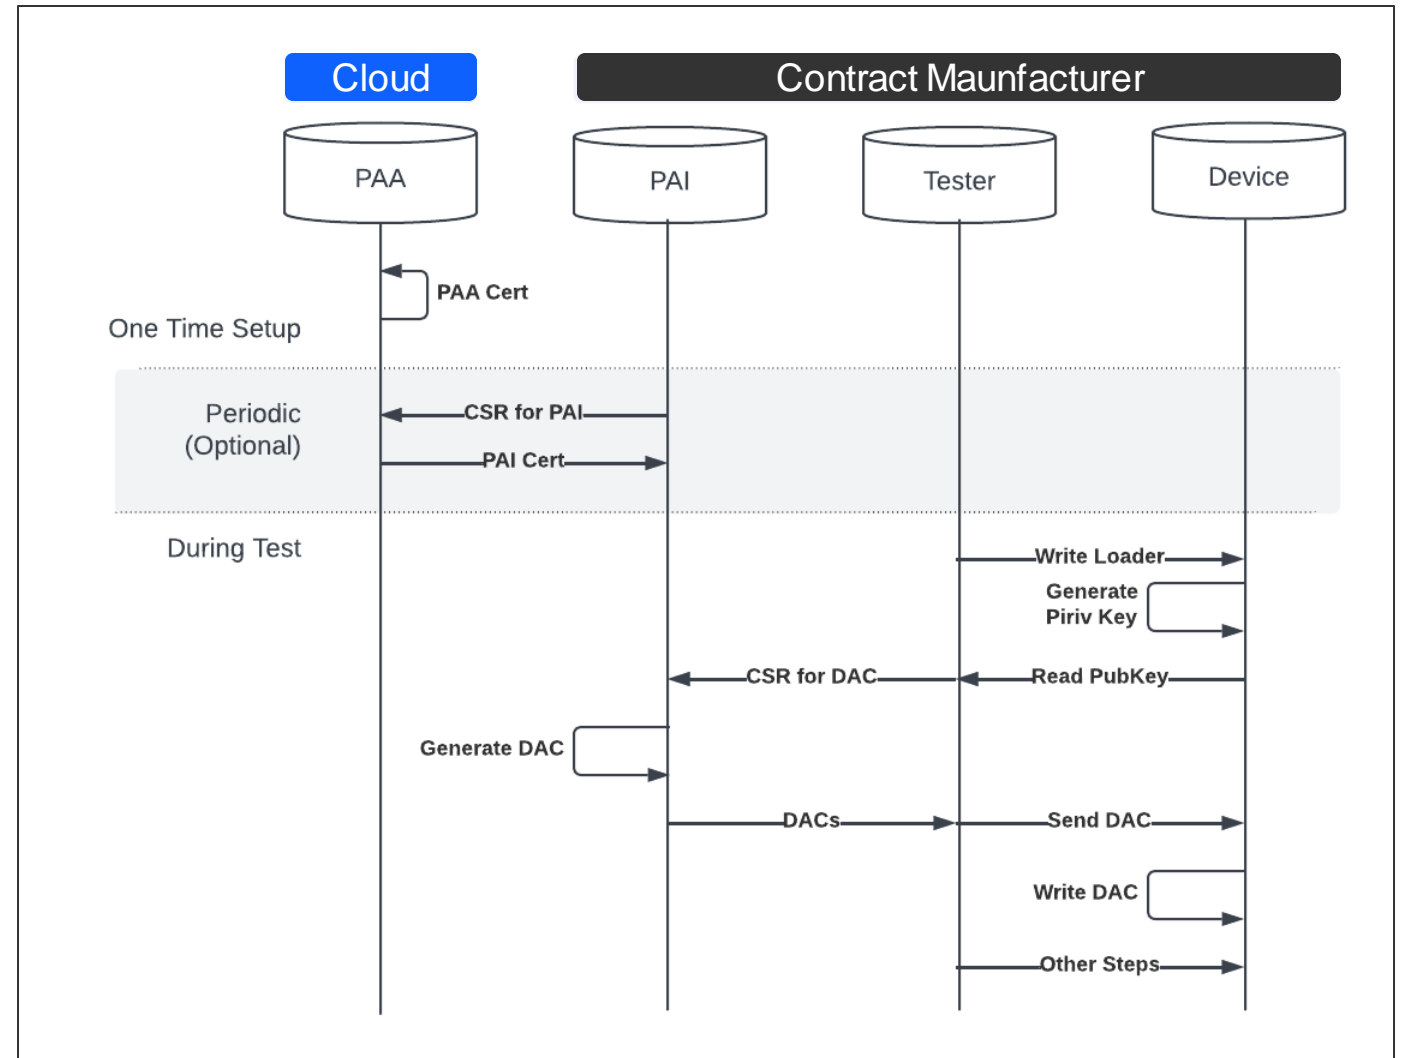 Cloud
Contract Maunfacturer
PAA
PAI
Tester
Device
PAA Cert
One Time Setup
Periodic
(Optional)
CSR for PAI
PAI Cert
During Test
Write Loader
Generate
Piriv Key
CSR for DAC
Read PubKey
Generate DAC
DACs
Send DAC
Write DAC
Other Steps